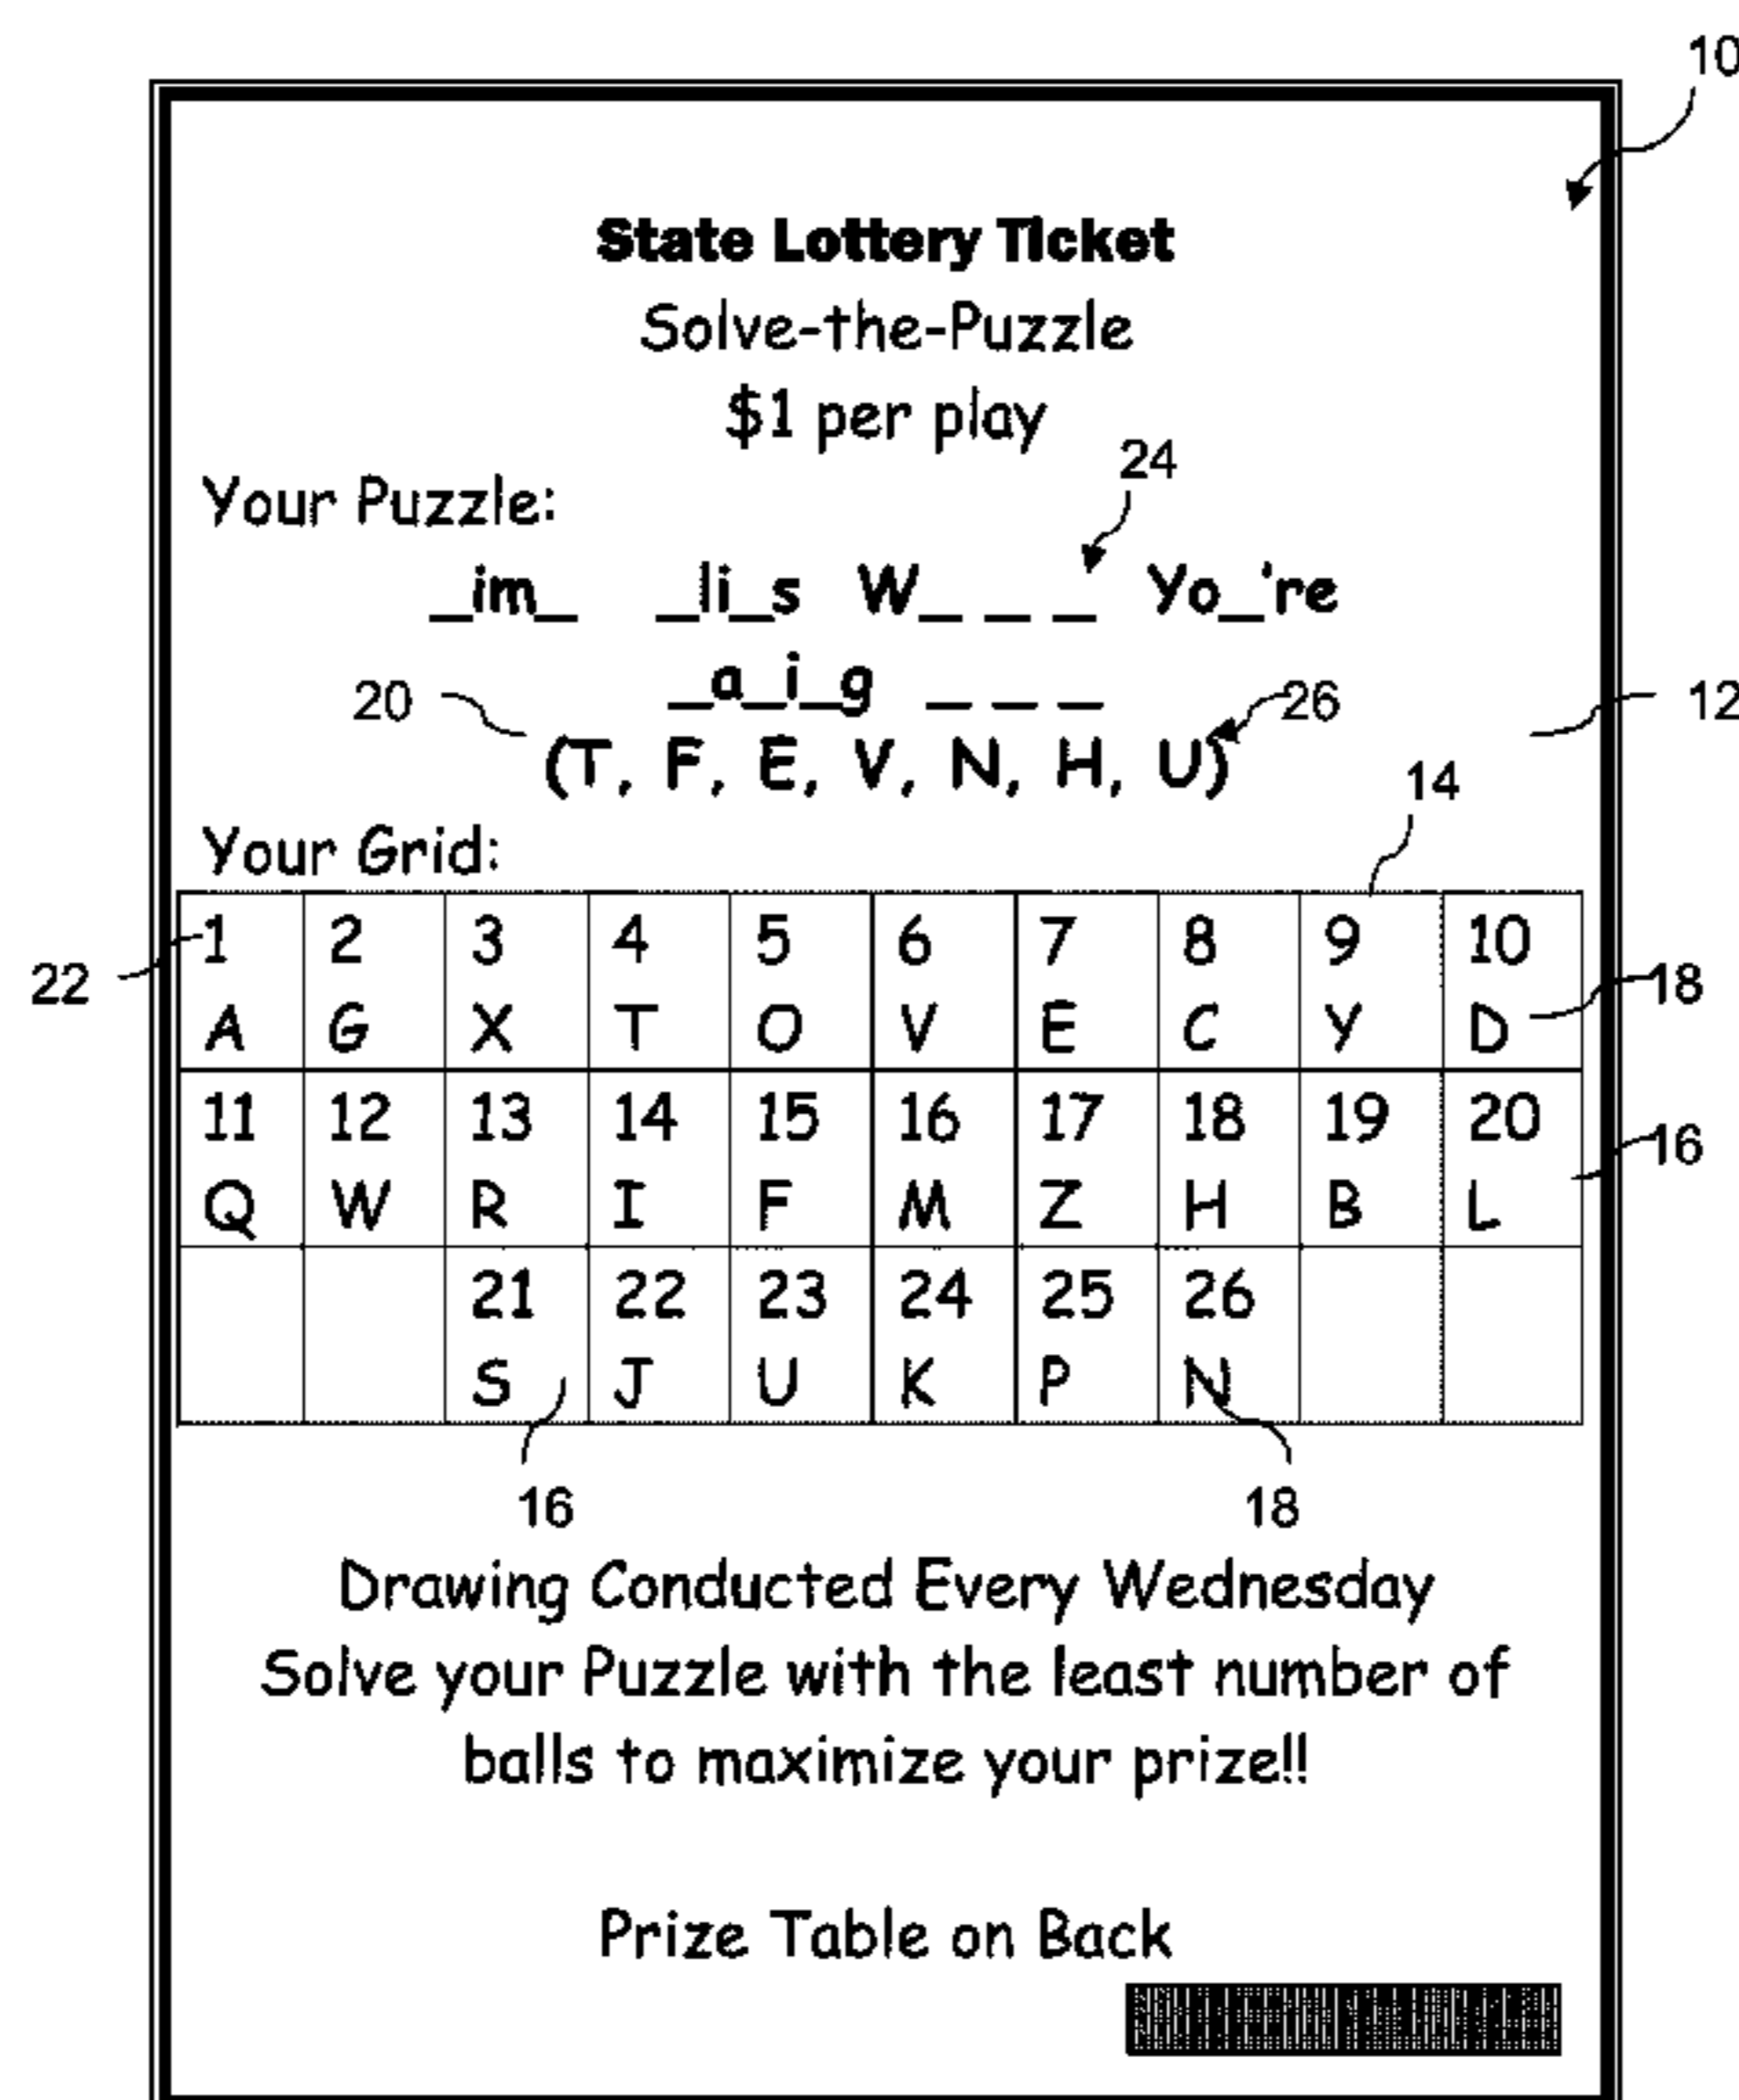 10
State Lottery Ticket
Solve-the-Puzzle
$1 per play
24
Your Puzzle:
_im_ _li_s W_ _ _ Yo_'re
20 _a_i_g _ _ _ 26 12
(T, F, E, V, N, H, U)
14
Your Grid:
1 2 3 4 5 6 7 8 9 10
22 18
A G X T O V E C Y D
11 12 13 14 15 16 17 18 19 20
16
Q W R I F M Z H B L
21 22 23 24 25 26
S J U K P N
16 18
Drawing Conducted Every Wednesday
Solve your Puzzle with the least number of
balls to maximize your prize!!
Prize Table on Back